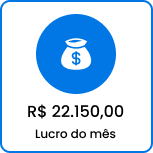 $
R$ 22.150,00
Lucro do mês